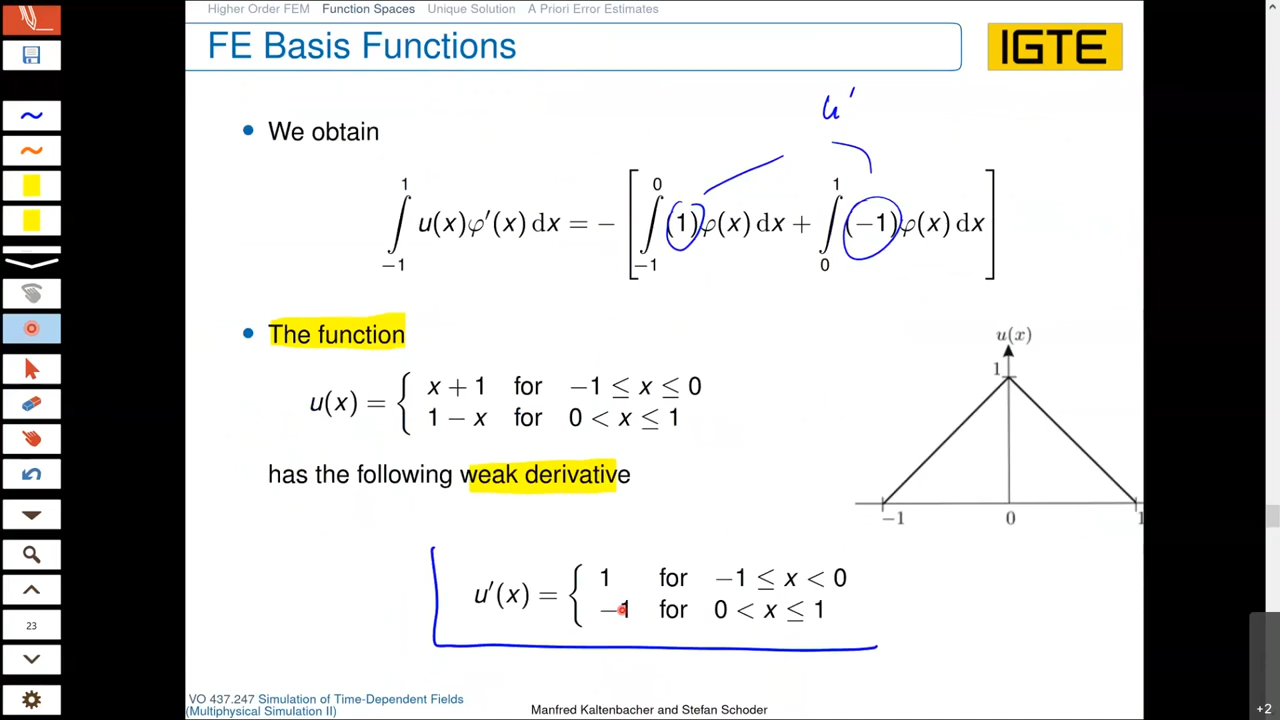 Higher Order FEM Function Spaces Unique Solution A Priori Error Estimates
FE Basis Functions
IGTE
u'
• We obtain
∫_{−1}^{1} u(x)φ′(x) dx = − [ ∫_{−1}^{0} (1)φ(x) dx + ∫_{0}^{1} (−1)φ(x) dx ]
• The function
u(x) = { x + 1 for −1 ≤ x ≤ 0
1 − x for 0 < x ≤ 1
u(x)
1
−1 0 1
has the following weak derivative
u′(x) = { 1 for −1 ≤ x < 0
−1 for 0 < x ≤ 1
23
VO 437.247 Simulation of Time-Dependent Fields
(Multiphysical Simulation II)
Manfred Kaltenbacher and Stefan Schoder
+2